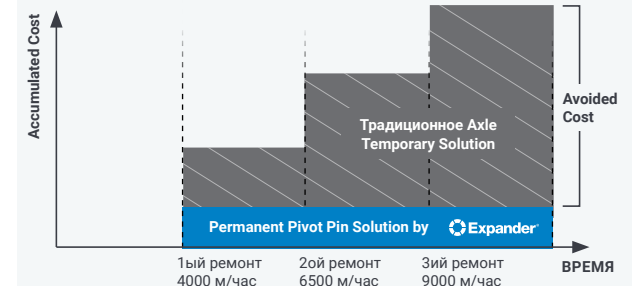 Accumulated Cost
Традиционное Axle
Temporary Solution
Avoided
Cost
Permanent Pivot Pin Solution by Expander
1ый ремонт
4000 м/час
2ой ремонт
6500 м/час
3ий ремонт
9000 м/час
ВРЕМЯ